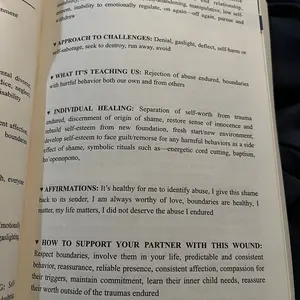 ment
withdrew
inability to emotionally regulate, on again—off again, pursue and
♥ APPROACH TO CHALLENGES: Denial, gaslight, deflect, self-harm or
self-sabotage, seek to destroy, run away, avoid
♥ WHAT IT'S TEACHING US: Rejection of abuse endured, boundaries
with hurtful behavior both our own and from others
♥ INDIVIDUAL HEALING: Separation of self-worth from trauma
endured, discernment of origin of shame, restore sense of innocence and
rebuild self-esteem from new foundation, fresh start/new environment,
develop self-esteem to face guilt/remorse for any harmful behaviors as a side
effect of shame, symbolic rituals such as—energetic cord cutting, baptism,
ho'oponopono,
♥ AFFIRMATIONS: It's healthy for me to identify abuse, I give this shame
back to its sender, I am always worthy of love, boundaries are healthy, I
matter, my life matters, I did not deserve the abuse I endured
♥ HOW TO SUPPORT YOUR PARTNER WITH THIS WOUND:
Respect boundaries, involve them in your life, predictable and consistent
behavior, reassurance, reliable presence, consistent affection, compassion for
their triggers, maintain commitment, learn their inner child needs, reassure
their worth outside of the traumas endured